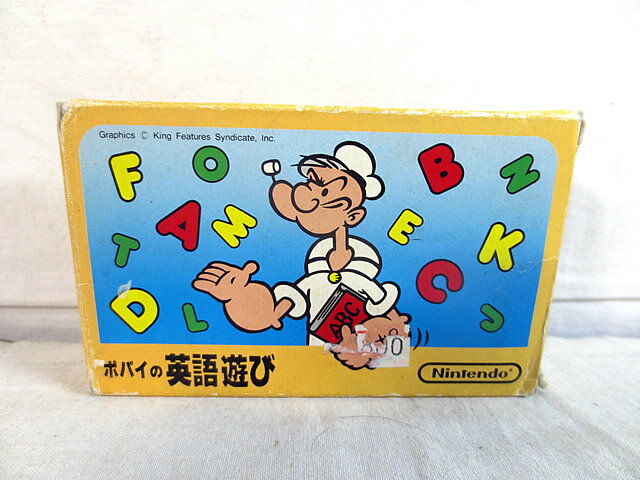 Graphics © King Features Syndicate, Inc.
F O B N
A M E K
T C
D L J
ABC
ポパイの英語遊び
Nintendo®